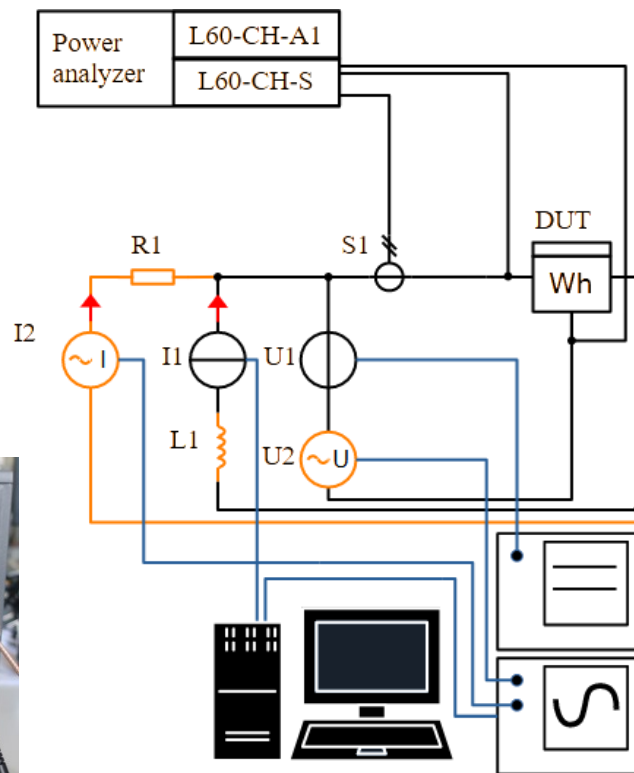 Power
analyzer
L60-CH-A1
L60-CH-S
DUT
R1
S1
Wh
I2
I
I1
U1
L1
U2
U